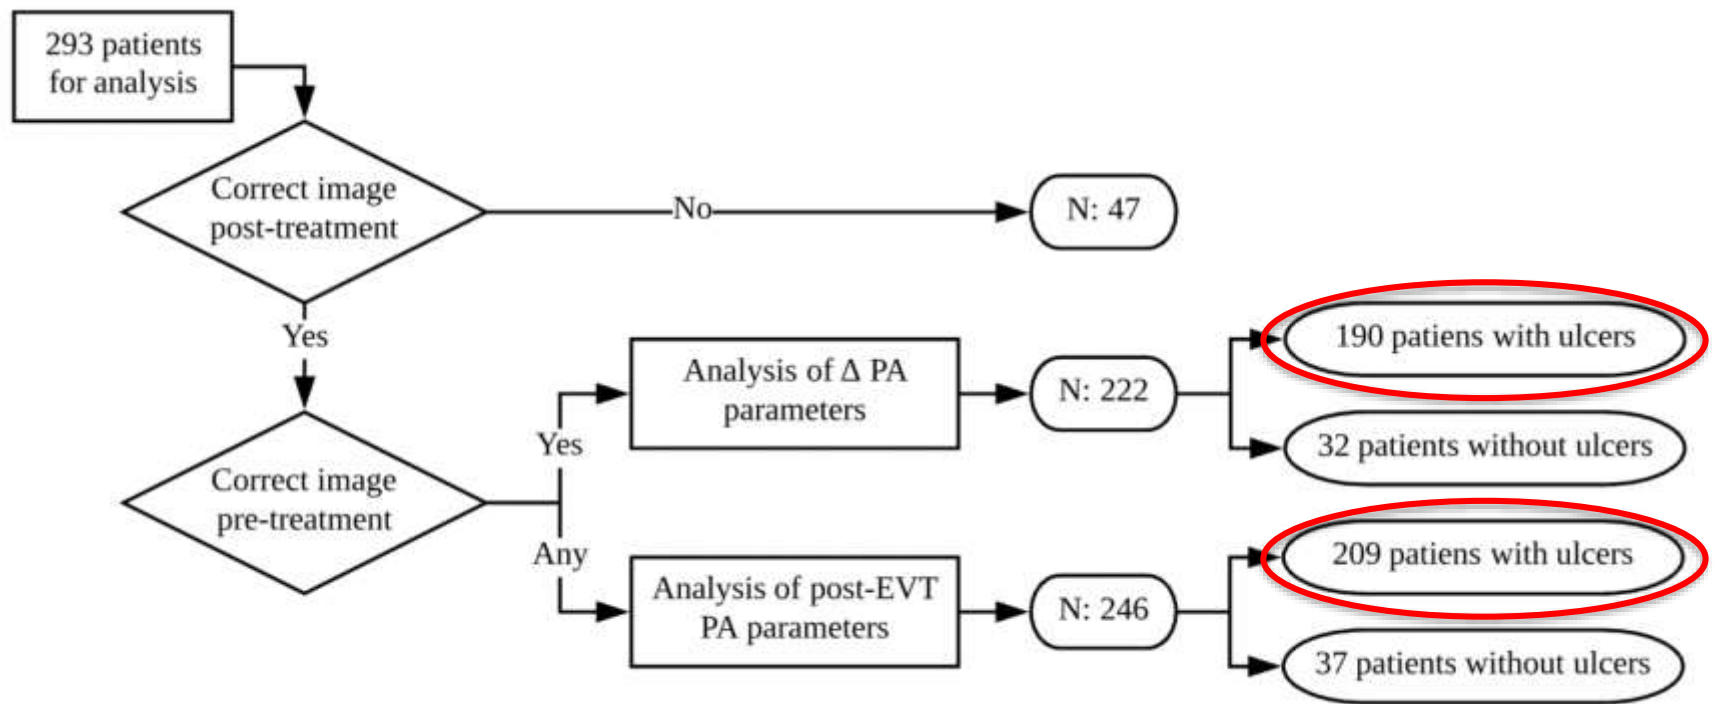 293 patients
for analysis
Correct image
post-treatment
No
N: 47
Yes
Correct image
pre-treatment
Yes
Analysis of Δ PA
parameters
N: 222
190 patiens with ulcers
32 patients without ulcers
Any
Analysis of post-EVT
PA parameters
N: 246
209 patiens with ulcers
37 patients without ulcers